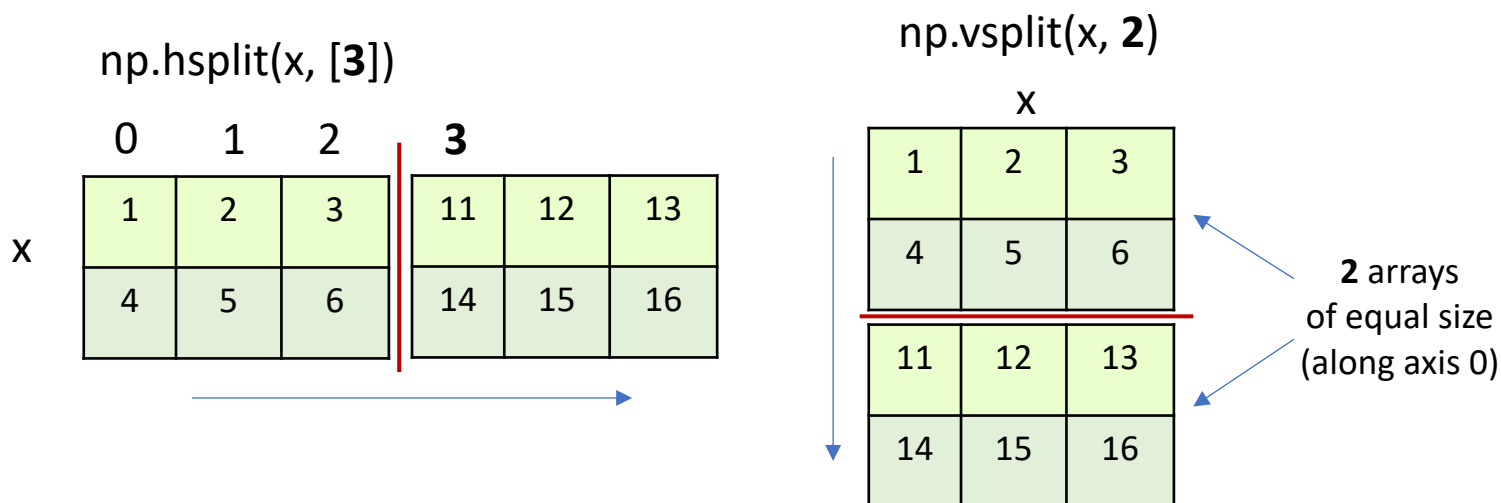 np.hsplit(x, [3])
0 1 2 3
x
1 2 3 11 12 13
4 5 6 14 15 16
np.vsplit(x, 2)
x
1 2 3
4 5 6
11 12 13
14 15 16
2 arrays
of equal size
(along axis 0)